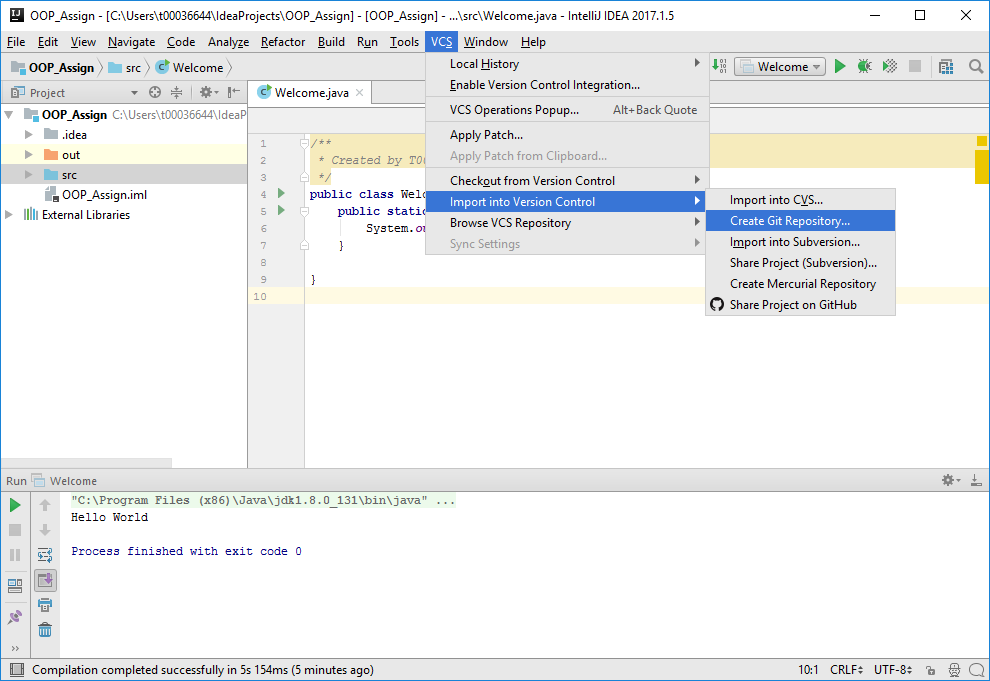 OOP_Assign - [C:\Users\t00036644\IdeaProjects\OOP_Assign] - [OOP_Assign] - ...\src\Welcome.java - IntelliJ IDEA 2017.1.5
File Edit View Navigate Code Analyze Refactor Build Run Tools VCS Window Help
OOP_Assign src Welcome
Welcome
Project
Welcome.java
OOP_Assign C:\Users\t00036644\IdeaP
.idea
out
src
OOP_Assign.iml
External Libraries
1 /**
2 * Created by T00
3 */
4 public class Welc
5 public static
6 System.ou
7 }
8
9 }
10
Local History
Enable Version Control Integration...
VCS Operations Popup... Alt+Back Quote
Apply Patch...
Apply Patch from Clipboard...
Checkout from Version Control
Import into Version Control
Browse VCS Repository
Sync Settings
Import into CVS...
Create Git Repository...
Import into Subversion...
Share Project (Subversion)...
Create Mercurial Repository
Share Project on GitHub
Run Welcome
"C:\Program Files (x86)\Java\jdk1.8.0_131\bin\java" ...
Hello World
Process finished with exit code 0
Compilation completed successfully in 5s 154ms (5 minutes ago)
10:1 CRLF UTF-8